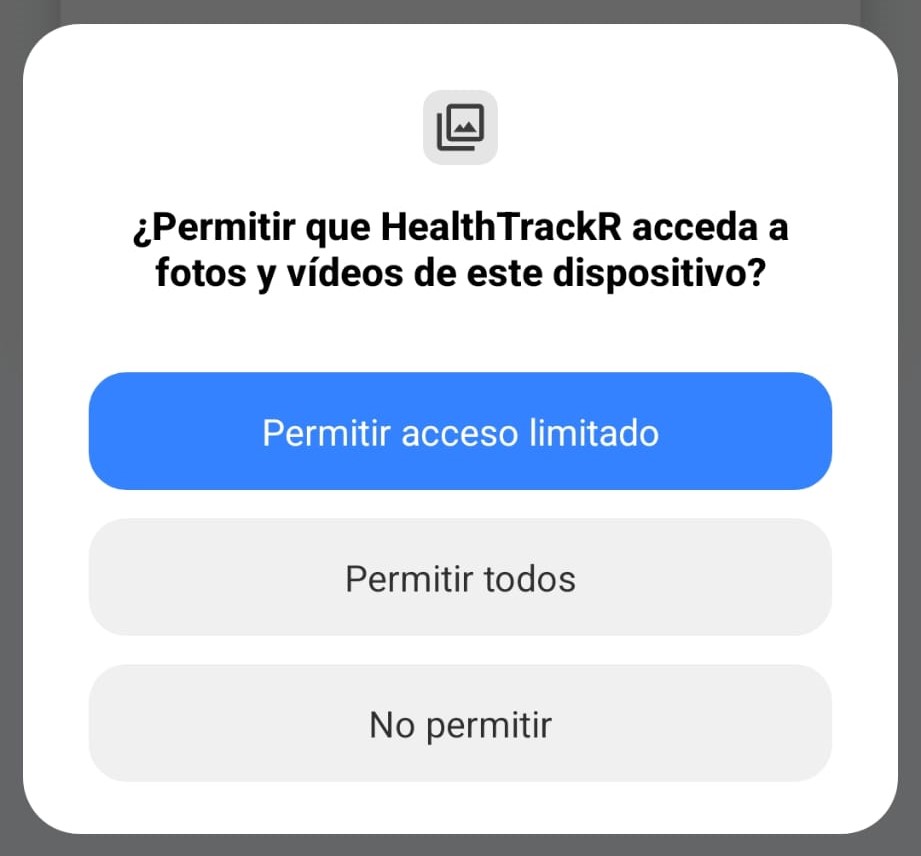 ¿Permitir que HealthTrackR acceda a
fotos y vídeos de este dispositivo?
Permitir acceso limitado
Permitir todos
No permitir